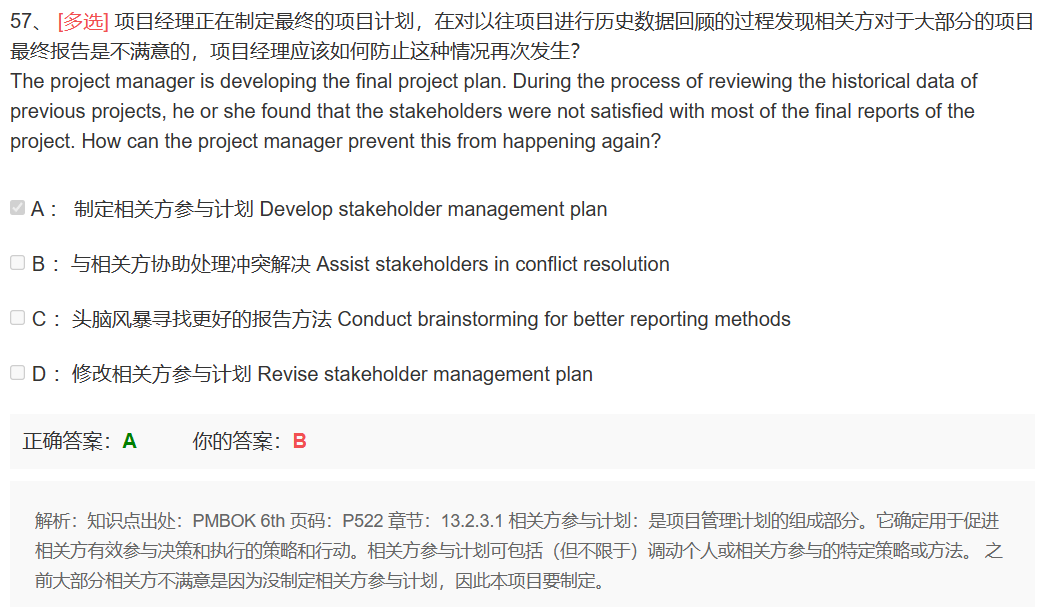 57、 [多选] 项目经理正在制定最终的项目计划，在对以往项目进行历史数据回顾的过程发现相关方对于大部分的项目
最终报告是不满意的，项目经理应该如何防止这种情况再次发生？
The project manager is developing the final project plan. During the process of reviewing the historical data of
previous projects, he or she found that the stakeholders were not satisfied with most of the final reports of the
project. How can the project manager prevent this from happening again?
A： 制定相关方参与计划 Develop stakeholder management plan
B： 与相关方协助处理冲突解决 Assist stakeholders in conflict resolution
C： 头脑风暴寻找更好的报告方法 Conduct brainstorming for better reporting methods
D： 修改相关方参与计划 Revise stakeholder management plan
正确答案：A 你的答案：B
解析：知识点出处：PMBOK 6th 页码：P522 章节：13.2.3.1 相关方参与计划：是项目管理计划的组成部分。它确定用于促进
相关方有效参与决策和执行的策略和行动。相关方参与计划可包括（但不限于）调动个人或相关方参与的特定策略或方法。 之
前大部分相关方不满意是因为没制定相关方参与计划，因此本项目要制定。